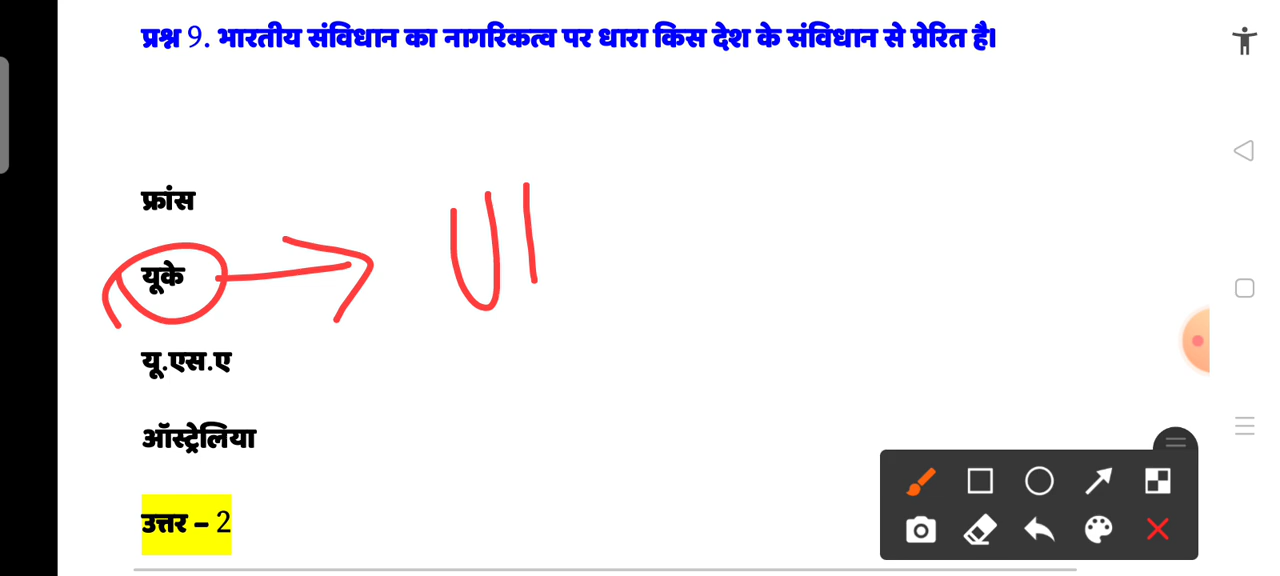 प्रश्न 9. भारतीय संविधान का नागरिकत्व पर धारा किस देश के संविधान से प्रेरित है।
फ्रांस
यूके
यू.एस.ए
ऑस्ट्रेलिया
उत्तर – 2